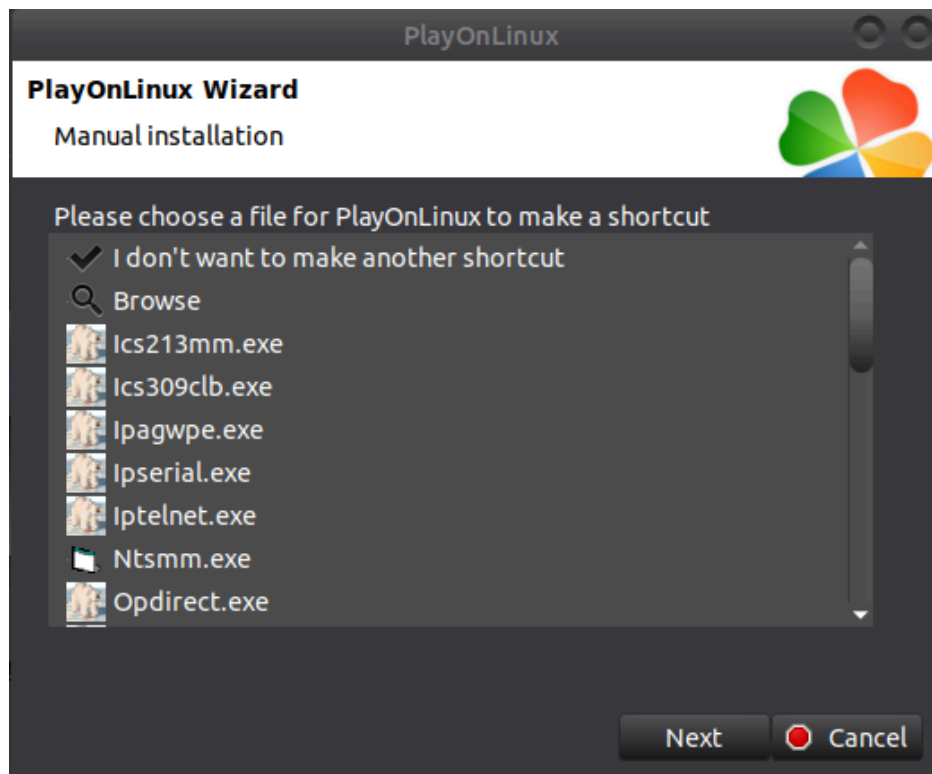 PlayOnLinux
PlayOnLinux Wizard
Manual installation
Please choose a file for PlayOnLinux to make a shortcut
I don't want to make another shortcut
Browse
Ics213mm.exe
Ics309clb.exe
Ipagwpe.exe
Ipserial.exe
Iptelnet.exe
Ntsmm.exe
Opdirect.exe
Next
Cancel